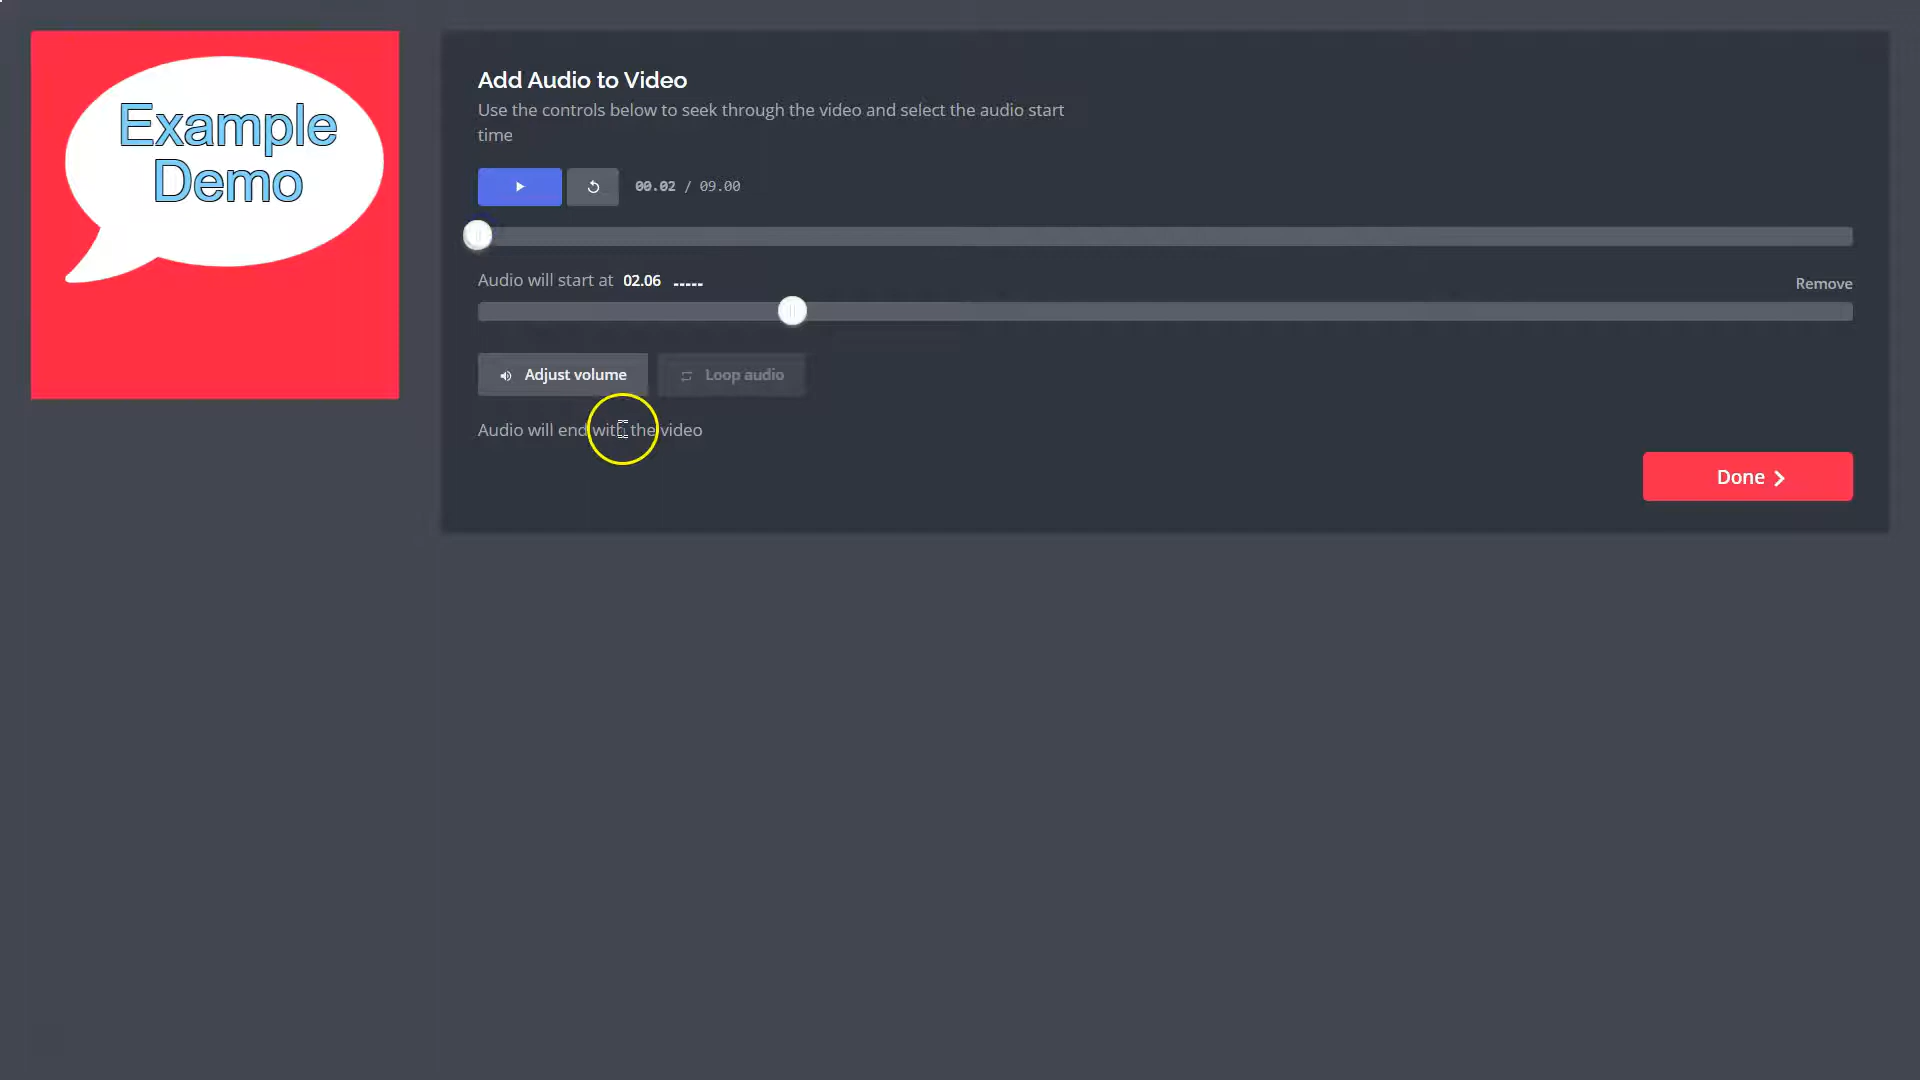 Example
Demo
Add Audio to Video
Use the controls below to seek through the video and select the audio start
time
00.02 / 09.00
Audio will start at 02.06 -----
Remove
Adjust volume
Loop audio
Audio will end with the video
Done